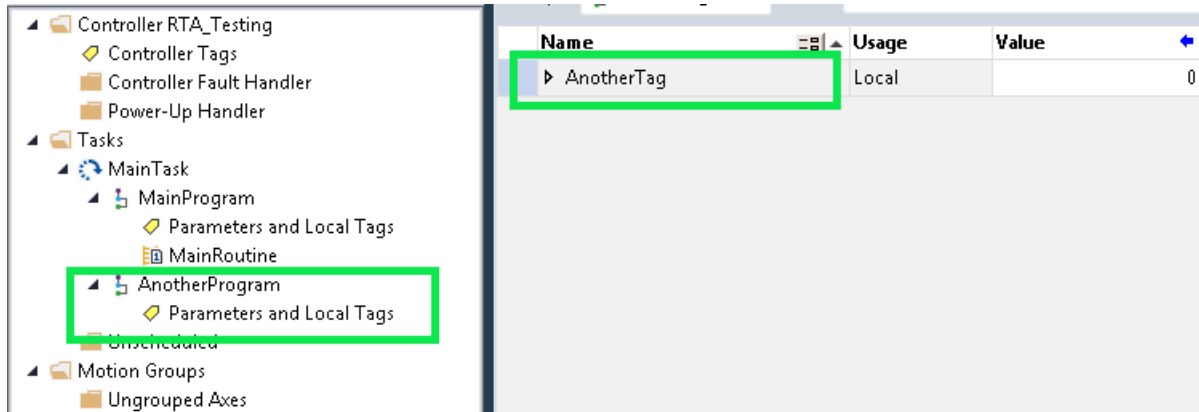 Controller RTA_Testing
Controller Tags
Controller Fault Handler
Power-Up Handler
Tasks
MainTask
MainProgram
Parameters and Local Tags
MainRoutine
AnotherProgram
Parameters and Local Tags
Unscheduled
Motion Groups
Ungrouped Axes
Name Usage Value
AnotherTag Local 0